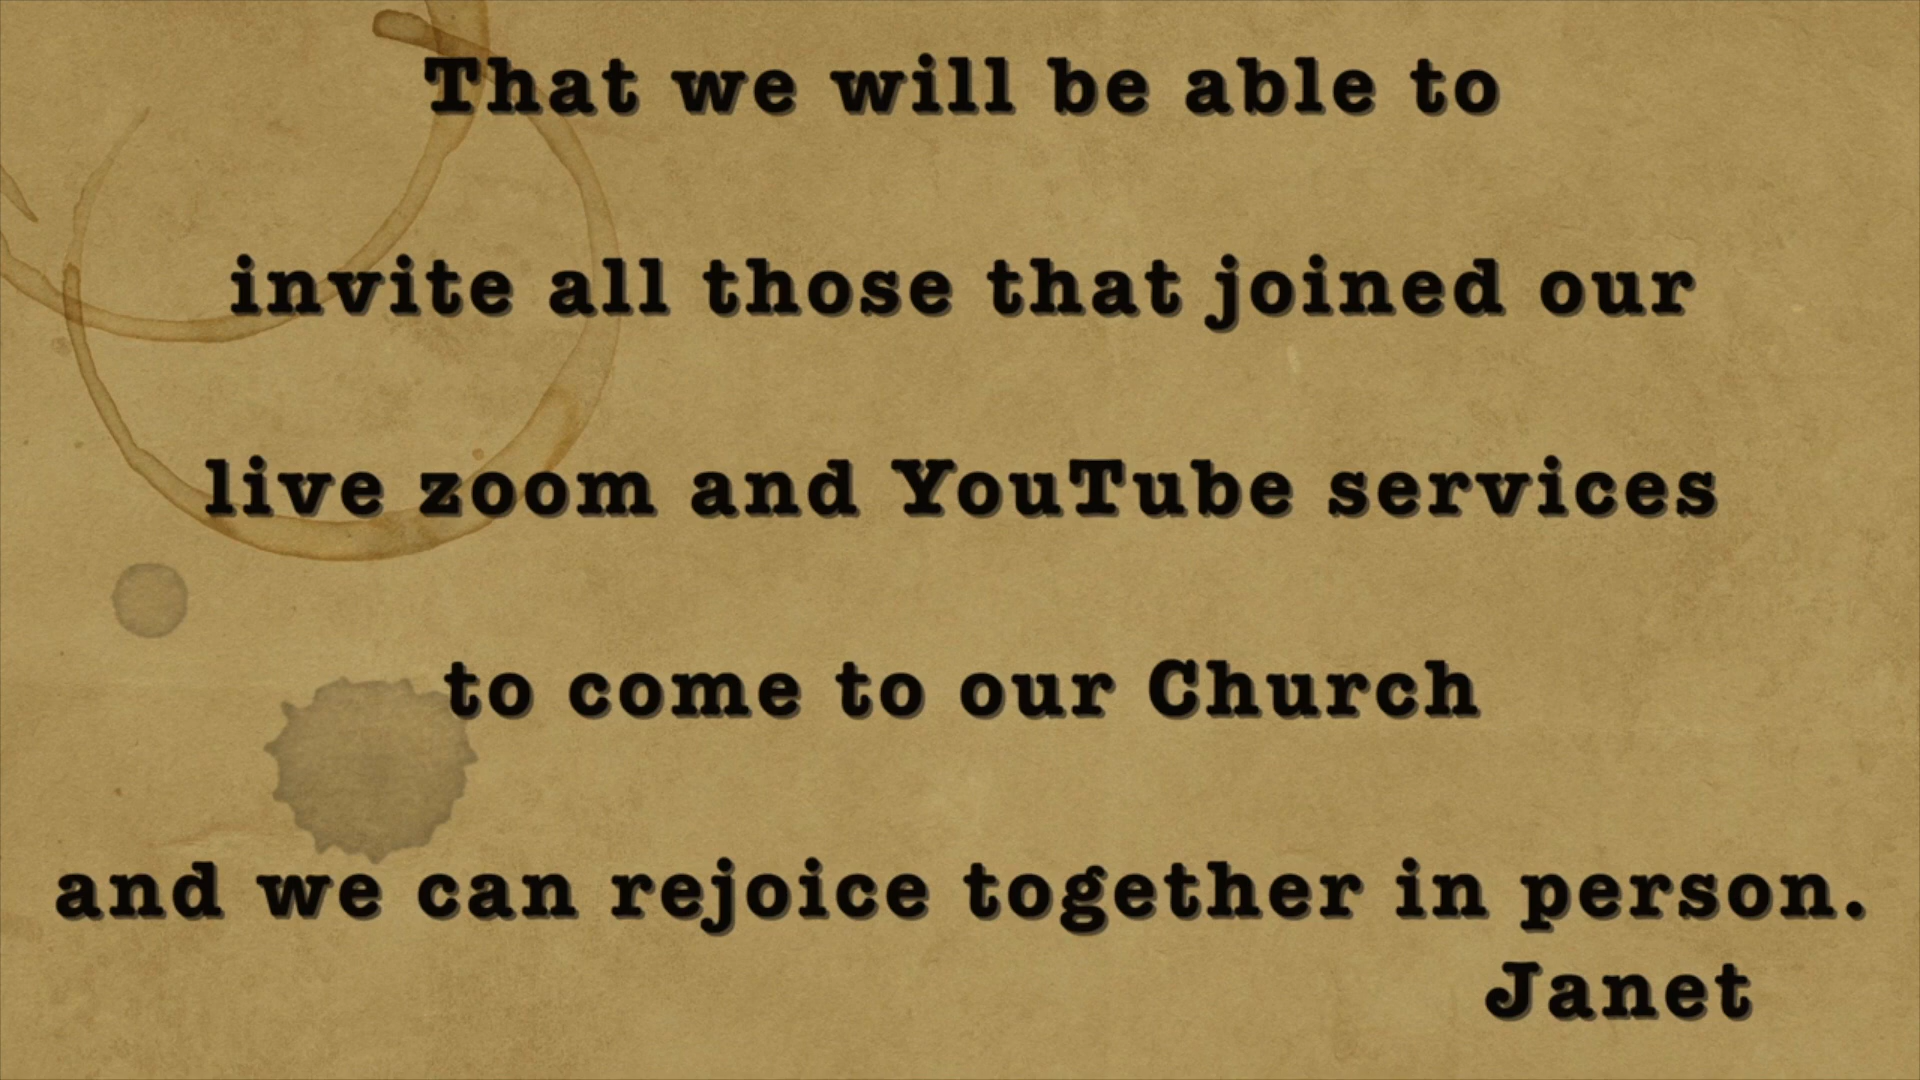 That we will be able to
invite all those that joined our
live zoom and YouTube services
to come to our Church
and we can rejoice together in person.
Janet